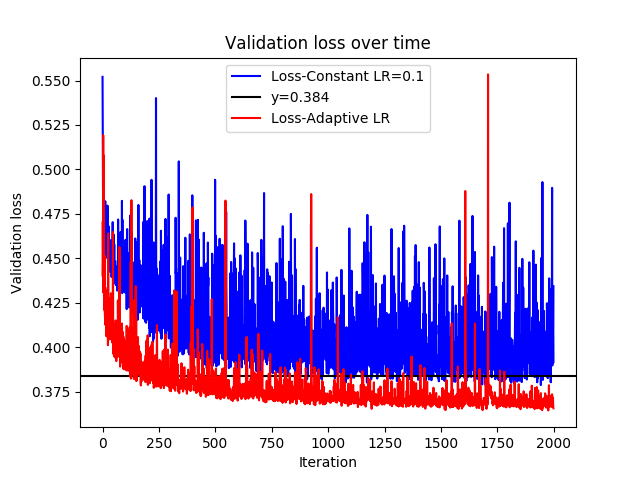 Validation loss over time
Loss-Constant LR=0.1
y=0.384
Loss-Adaptive LR
Validation loss
0.550
0.525
0.500
0.475
0.450
0.425
0.400
0.375
0 250 500 750 1000 1250 1500 1750 2000
Iteration